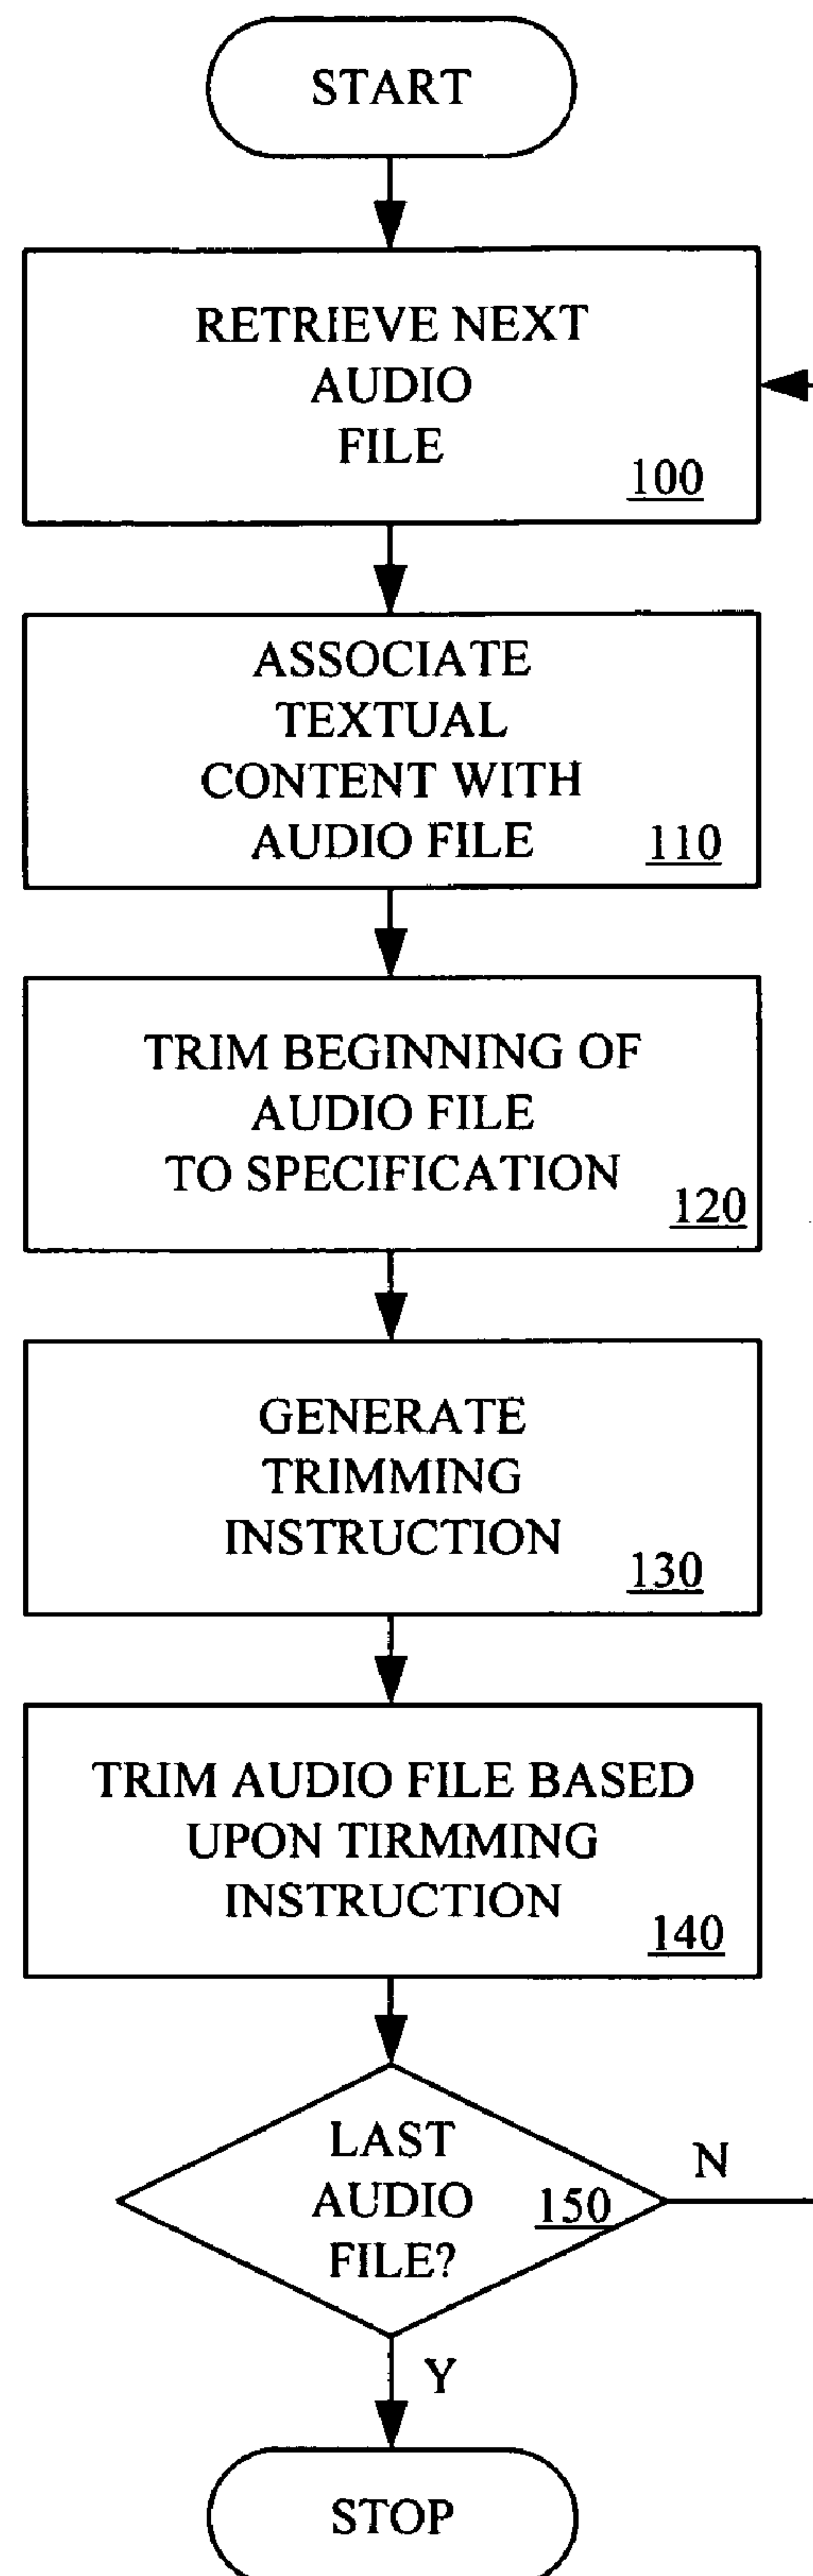 START
RETRIEVE NEXT
AUDIO
FILE
100
ASSOCIATE
TEXTUAL
CONTENT WITH
AUDIO FILE
110
TRIM BEGINNING OF
AUDIO FILE
TO SPECIFICATION
120
GENERATE
TRIMMING
INSTRUCTION
130
TRIM AUDIO FILE BASED
UPON TIRMMING
INSTRUCTION
140
LAST
AUDIO
FILE?
150
N
Y
STOP